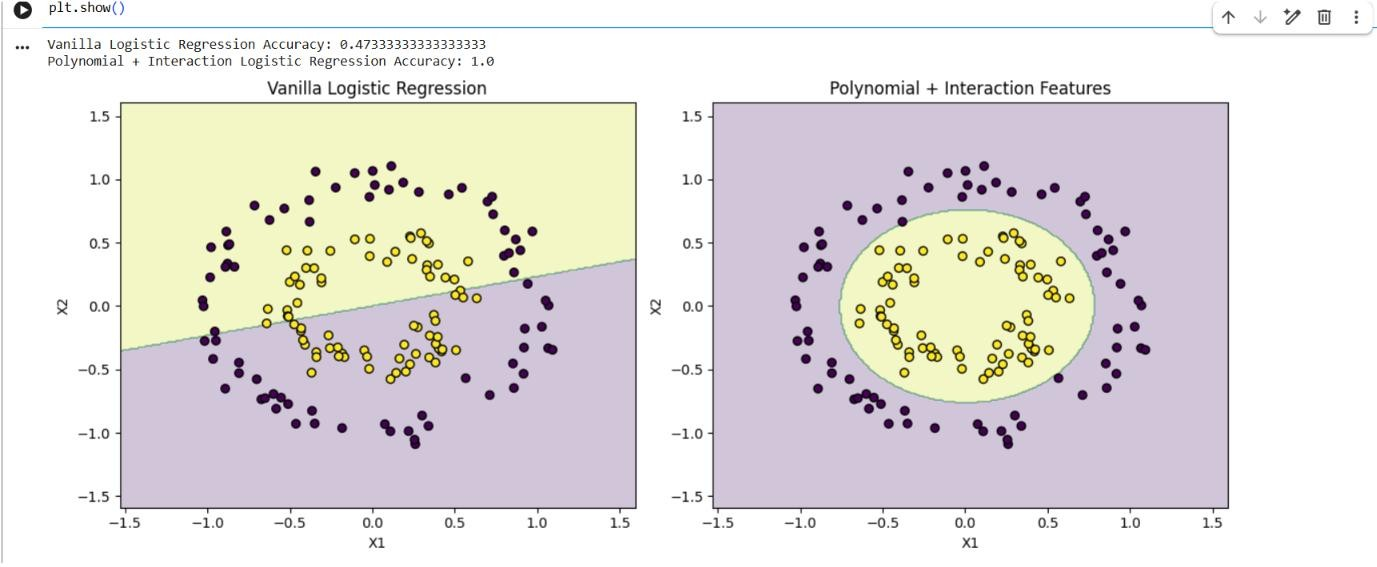 plt.show()
...
Vanilla Logistic Regression Accuracy: 0.47333333333333333
Polynomial + Interaction Logistic Regression Accuracy: 1.0
Vanilla Logistic Regression
1.5
1.0
0.5
0.0
−0.5
−1.0
−1.5
X2
−1.5 −1.0 −0.5 0.0 0.5 1.0 1.5
X1
Polynomial + Interaction Features
1.5
1.0
0.5
0.0
−0.5
−1.0
−1.5
X2
−1.5 −1.0 −0.5 0.0 0.5 1.0 1.5
X1